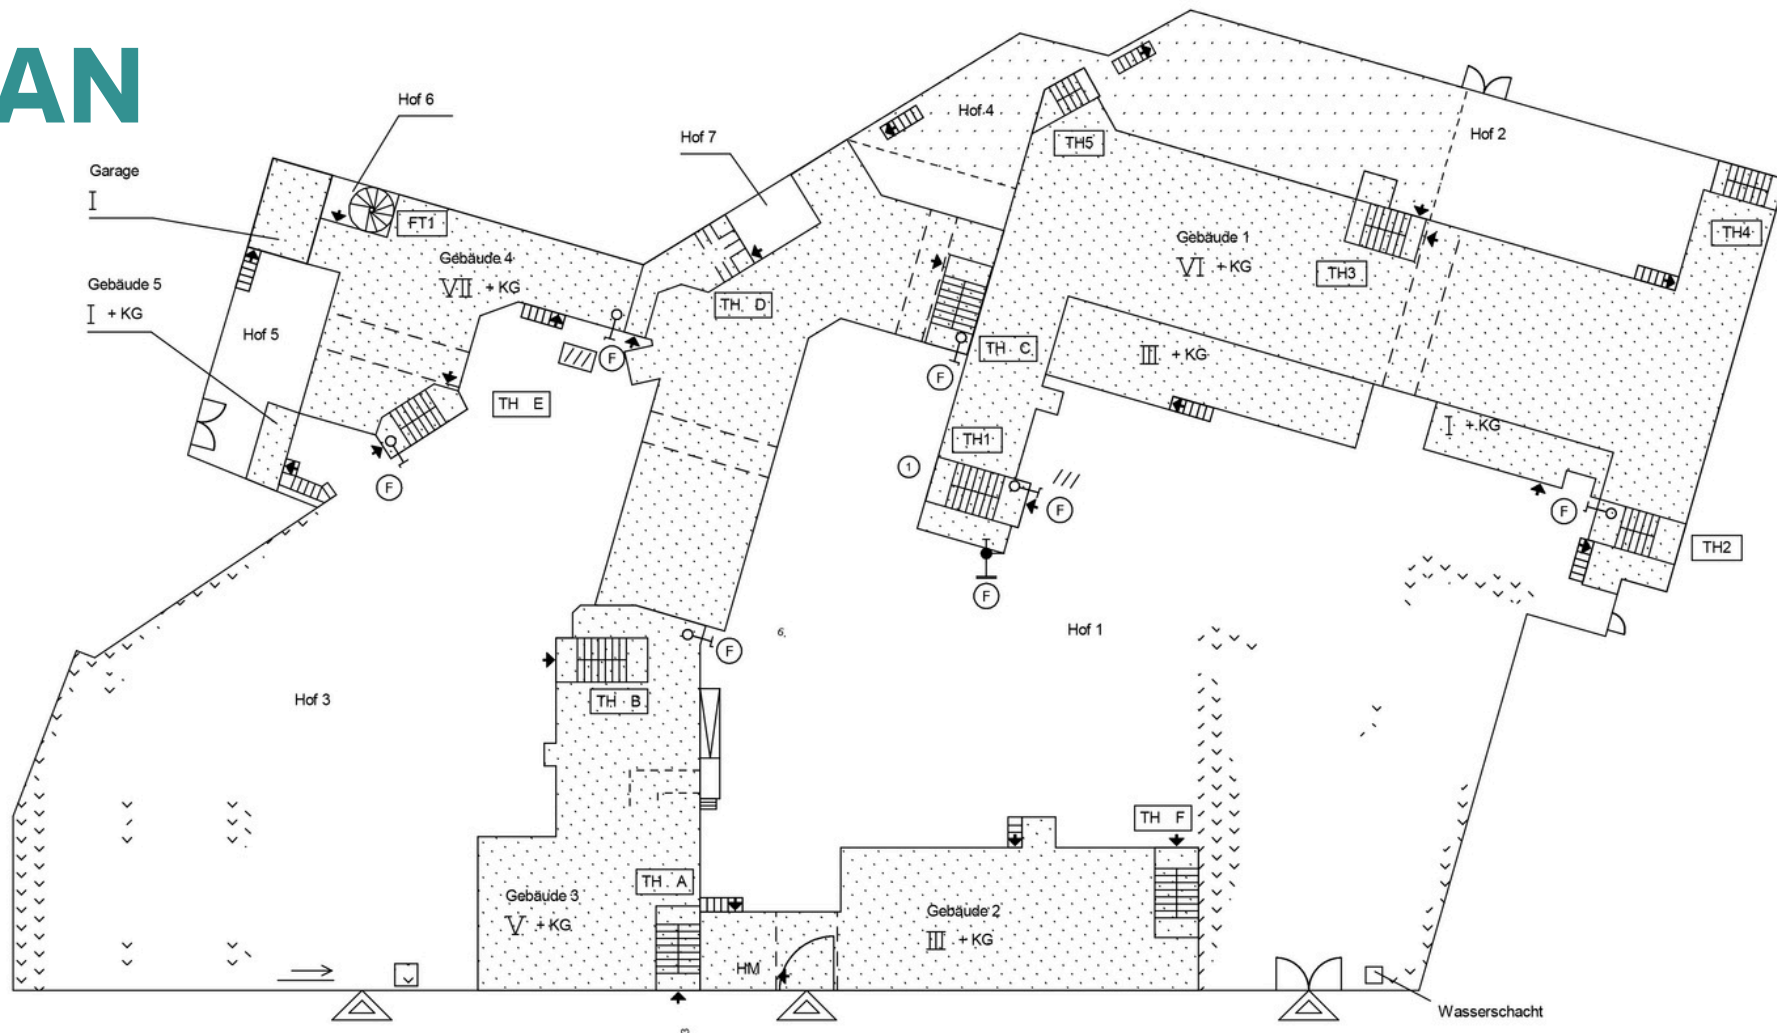 AN
Hof 6
Hof 7
Hof 4
Hof 2
Garage
I
TH5
FT1
TH4
Gebäude 4
VII + KG
Gebäude 1
VI + KG
TH3
Gebäude 5
I + KG
Hof 5
TH D
TH C
III + KG
F
F
TH E
TH1
I + KG
1
F
F
F
TH2
F
Hof 1
6.
F
Hof 3
TH B
TH F
TH A
Gebäude 3
V + KG
Gebäude 2
III + KG
HM
Wasserschacht
3